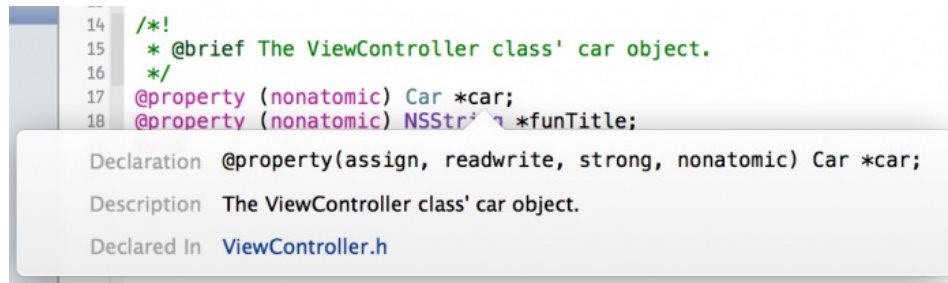 14 /*!
15 * @brief The ViewController class' car object.
16 */
17 @property (nonatomic) Car *car;
18 @property (nonatomic) NSString *funTitle;
Declaration @property(assign, readwrite, strong, nonatomic) Car *car;
Description The ViewController class' car object.
Declared In ViewController.h